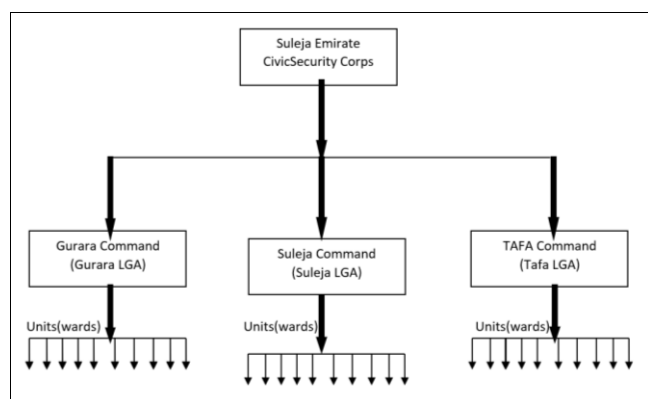 Suleja Emirate
CivicSecurity Corps
Gurara Command
(Gurara LGA)
Suleja Command
(Suleja LGA)
TAFA Command
(Tafa LGA)
Units(wards)
Units(wards)
Units(wards)